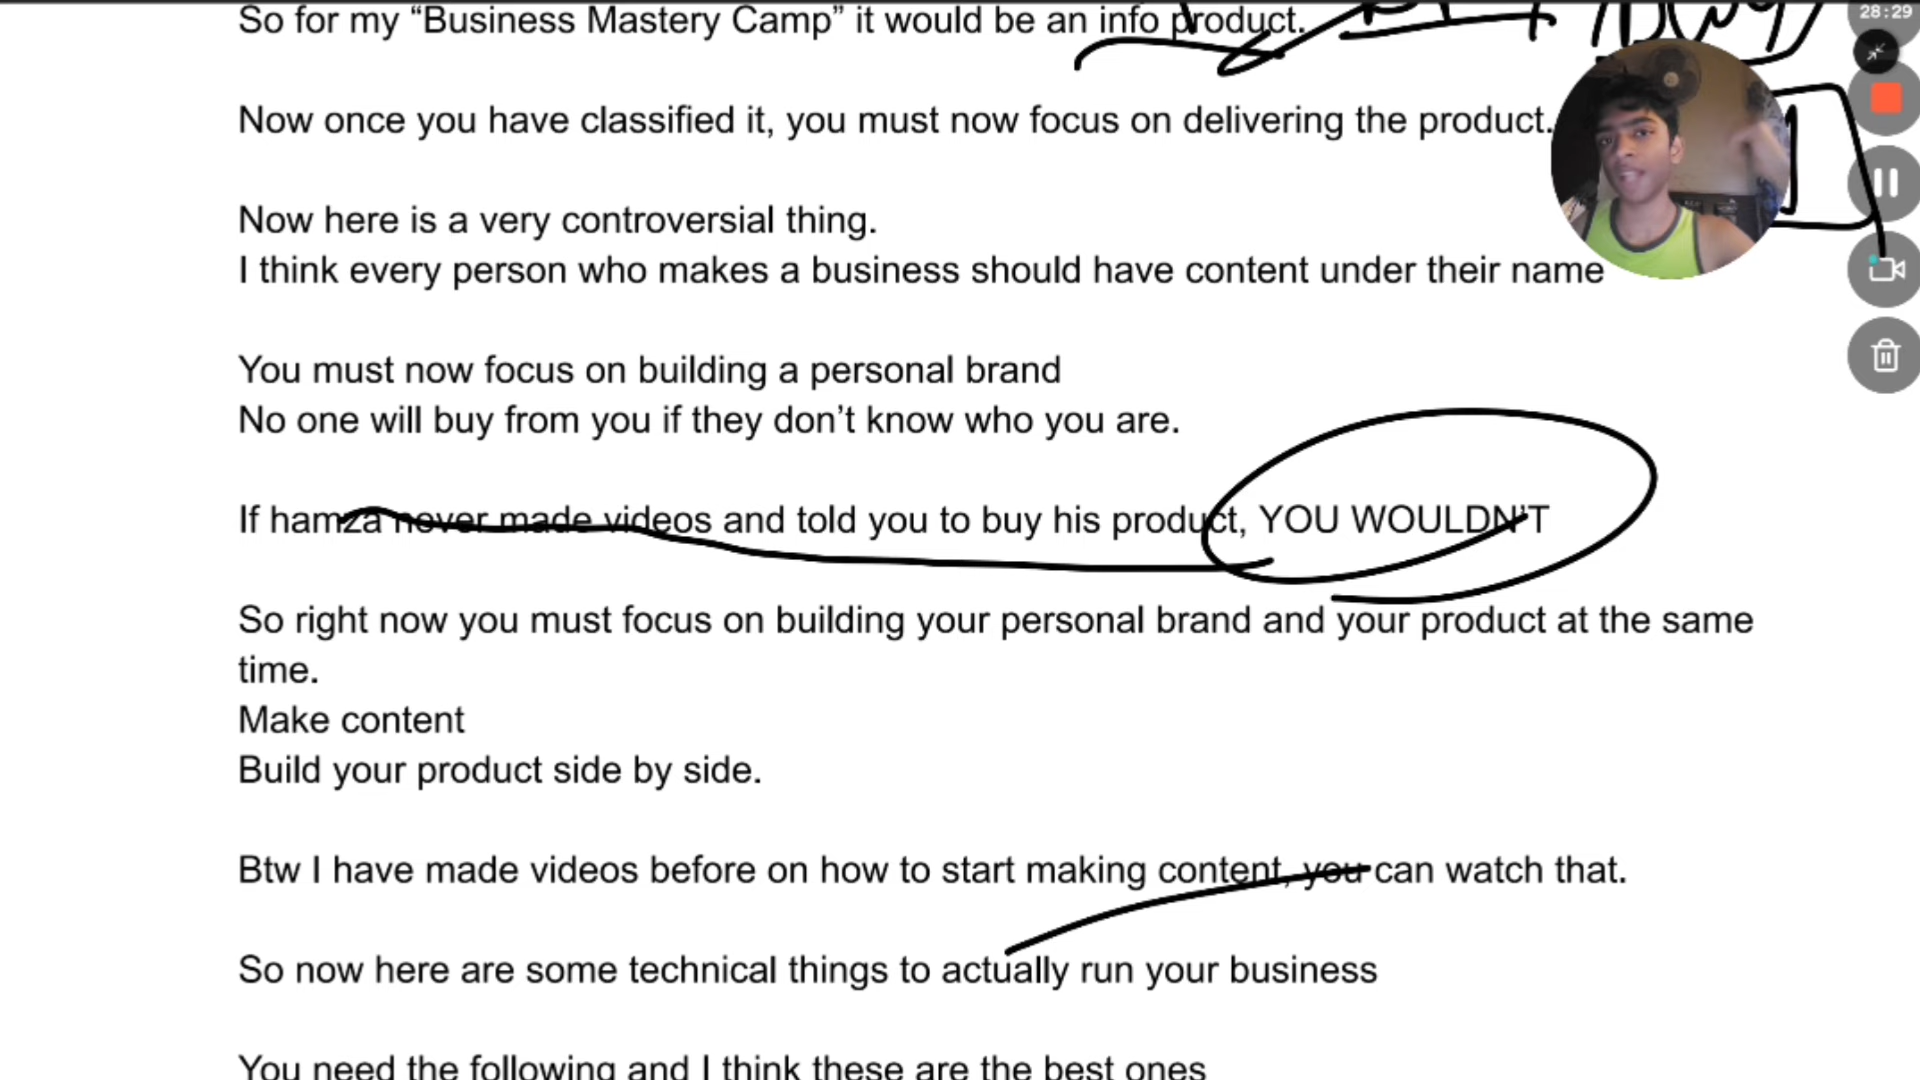 So for my “Business Mastery Camp” it would be an info product.
28:29
Now once you have classified it, you must now focus on delivering the product.
Now here is a very controversial thing.
I think every person who makes a business should have content under their name
You must now focus on building a personal brand
No one will buy from you if they don’t know who you are.
If hamza never made videos and told you to buy his product, YOU WOULDN’T
So right now you must focus on building your personal brand and your product at the same
time.
Make content
Build your product side by side.
Btw I have made videos before on how to start making content, you can watch that.
So now here are some technical things to actually run your business
You need the following and I think these are the best ones